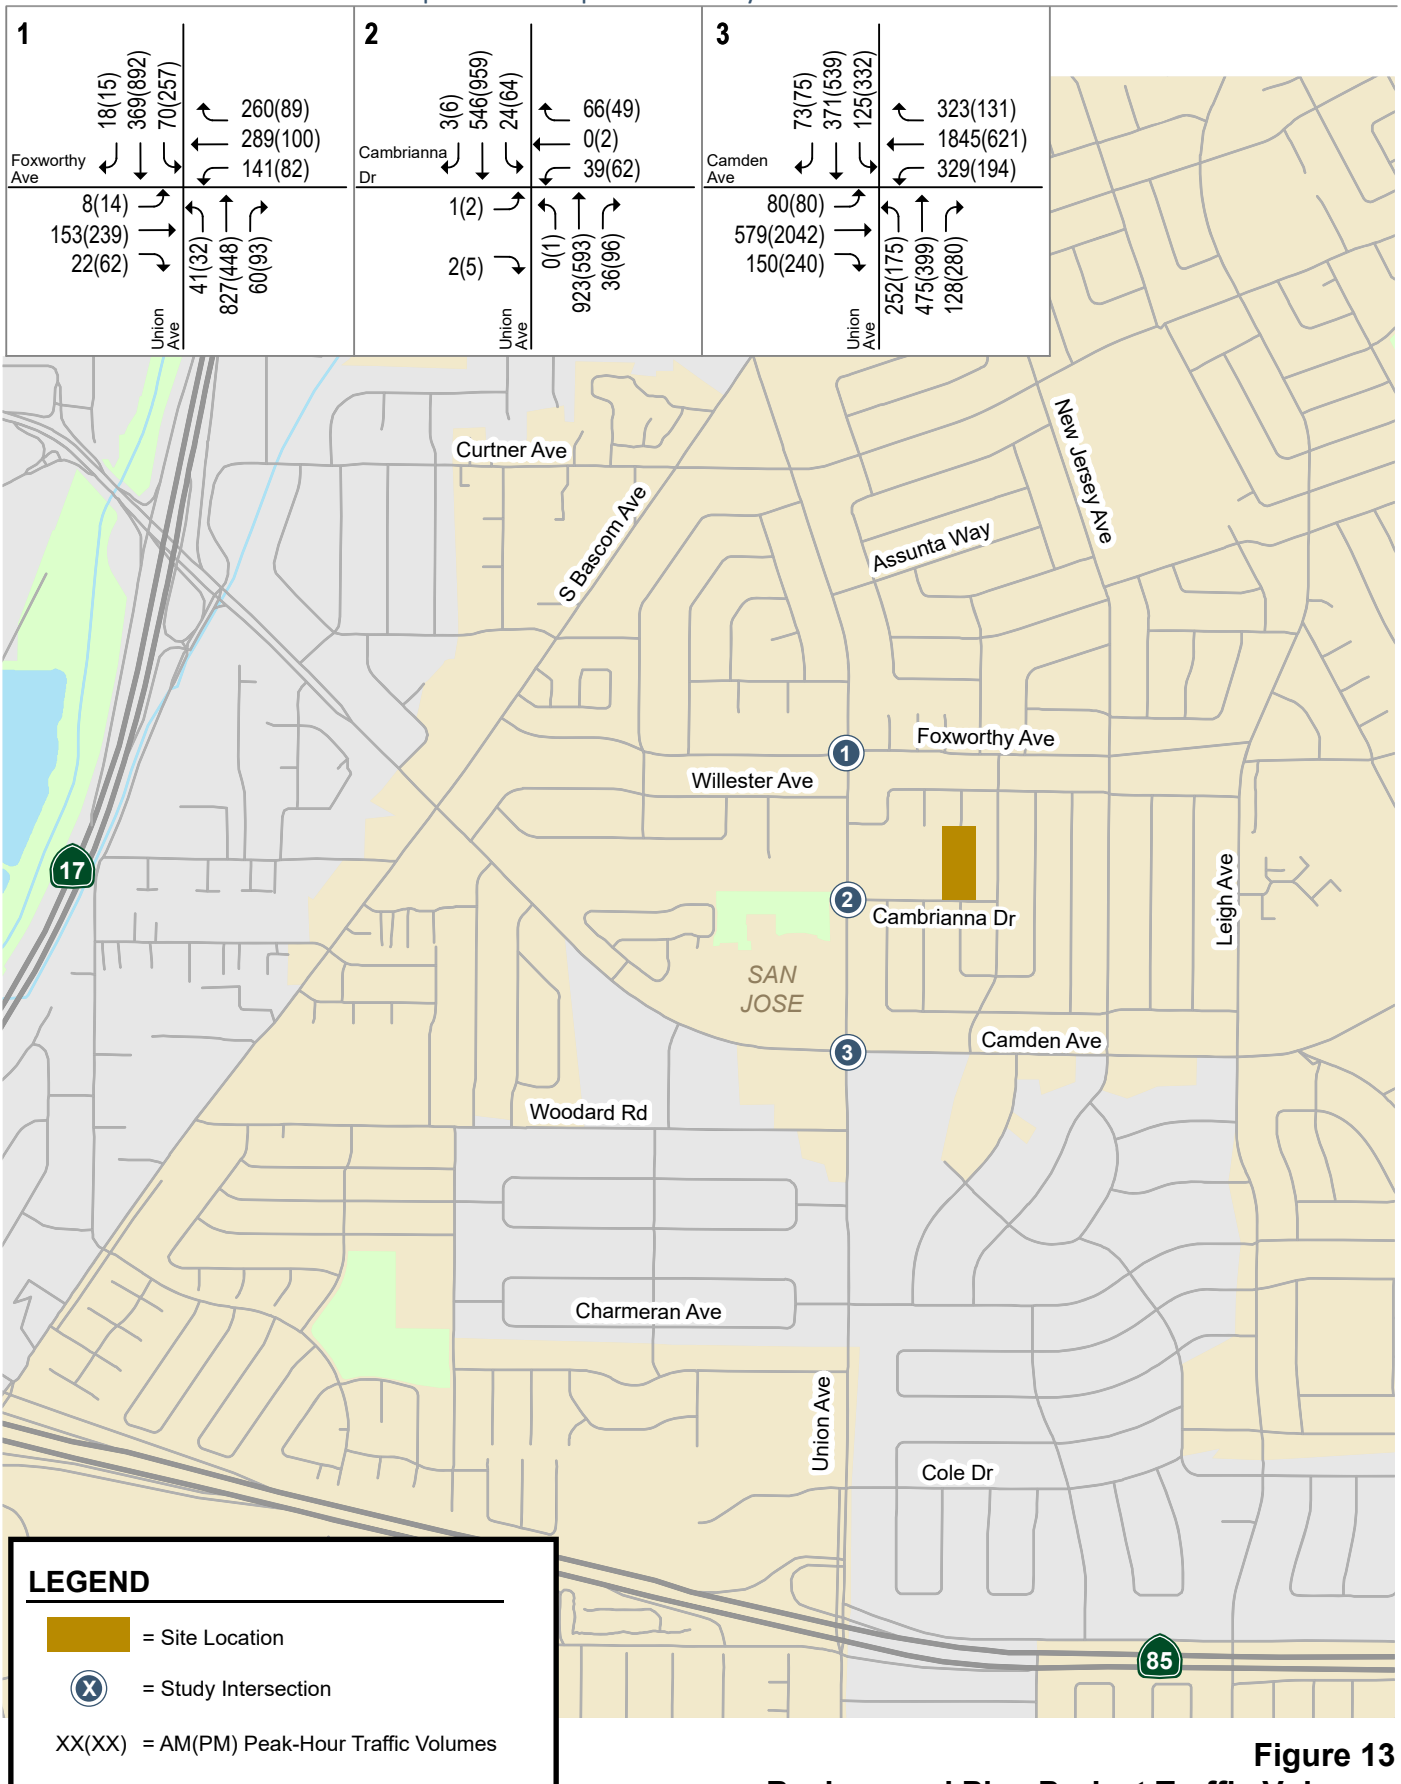 1
18(15)
369(892)
70(257)
260(89)
289(100)
141(82)
Foxworthy
Ave
8(14)
153(239)
22(62)
41(32)
827(448)
60(93)
Union
Ave
2
3(6)
546(959)
24(64)
66(49)
0(2)
39(62)
Cambrianna
Dr
1(2)
2(5)
0(1)
923(593)
36(96)
Union
Ave
3
73(75)
371(539)
125(332)
323(131)
1845(621)
329(194)
Camden
Ave
80(80)
579(2042)
150(240)
252(175)
475(399)
128(280)
Union
Ave
Curtner Ave
New Jersey Ave
S Bascom Ave
Assunta Way
Foxworthy Ave
1
Willester Ave
17
2
Cambrianna Dr
Leigh Ave
SAN
JOSE
3
Camden Ave
Woodard Rd
Charmeran Ave
Union Ave
Cole Dr
85
LEGEND
= Site Location
X
= Study Intersection
XX(XX)
= AM(PM) Peak-Hour Traffic Volumes
Figure 13